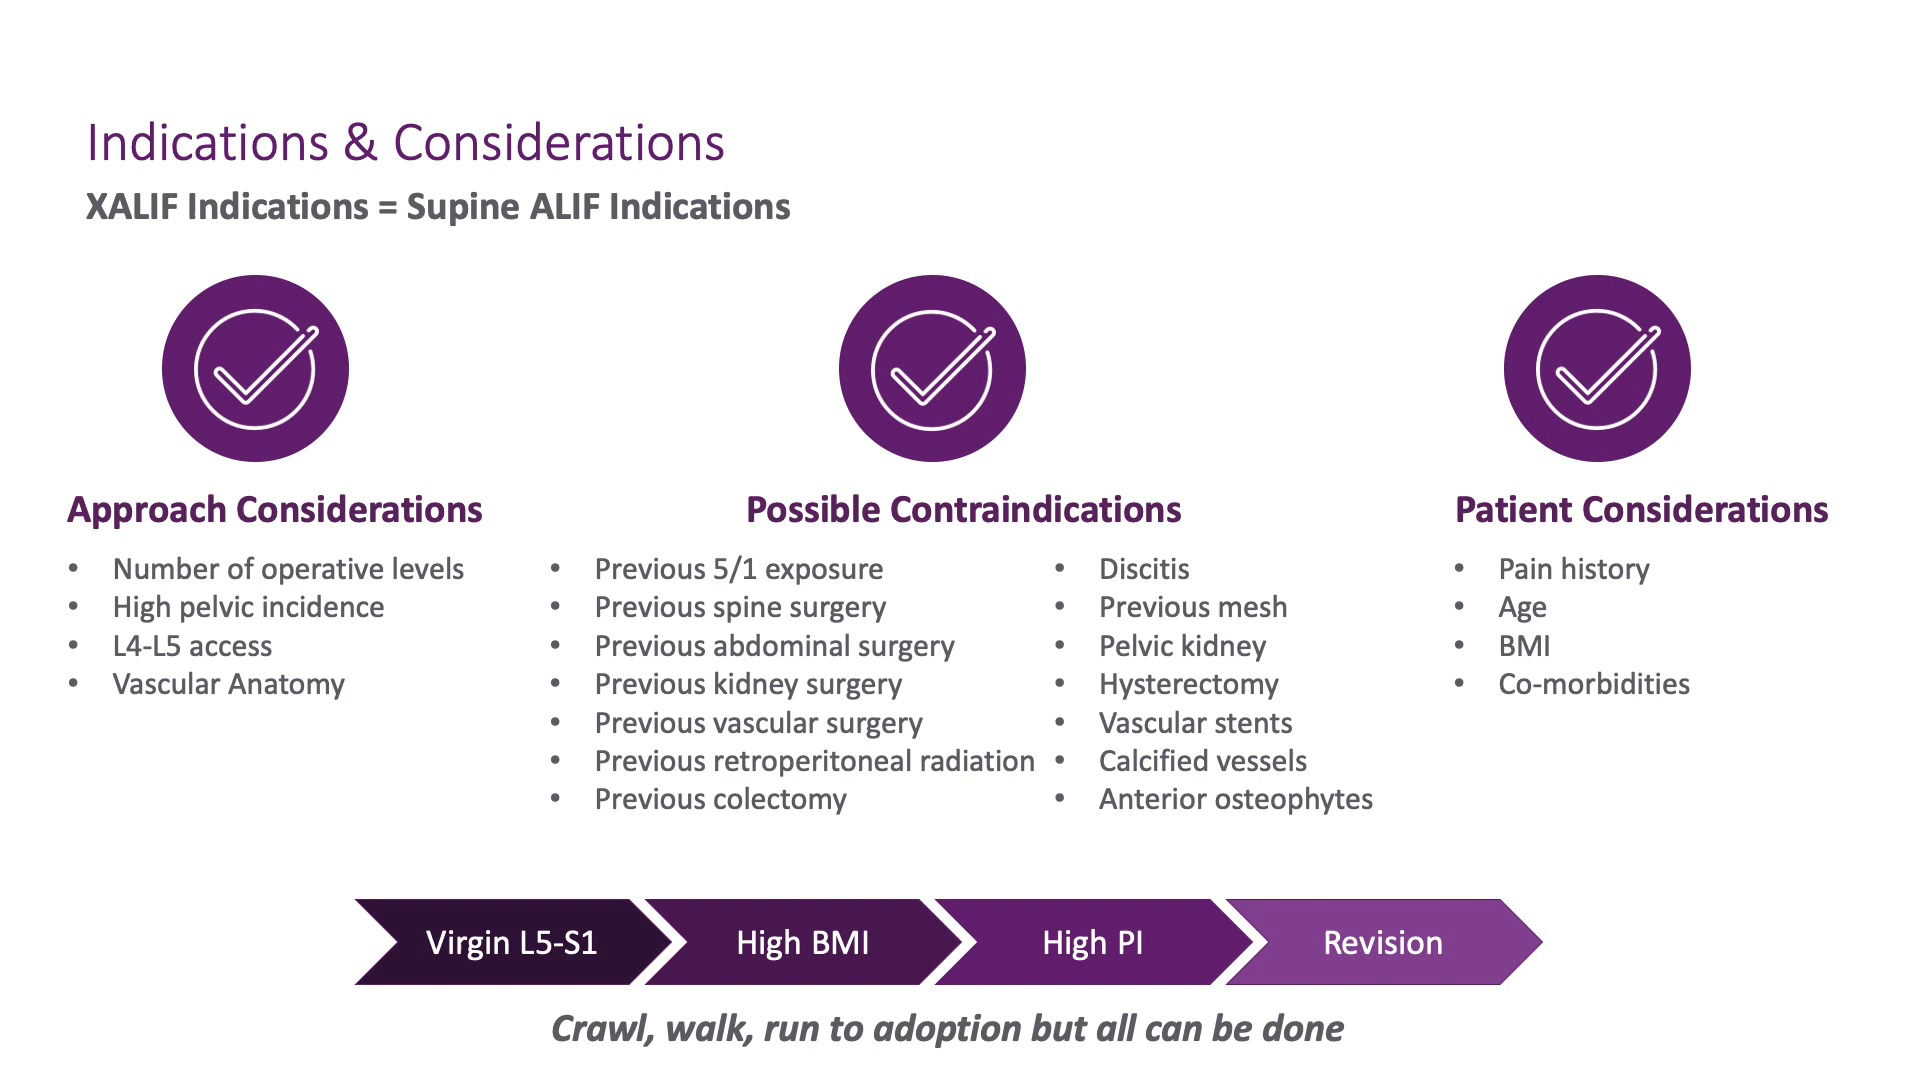 Indications & Considerations
XALIF Indications = Supine ALIF Indications
Approach Considerations
• Number of operative levels
• High pelvic incidence
• L4-L5 access
• Vascular Anatomy
Possible Contraindications
• Previous 5/1 exposure
• Previous spine surgery
• Previous abdominal surgery
• Previous kidney surgery
• Previous vascular surgery
• Previous retroperitoneal radiation
• Previous colectomy
• Discitis
• Previous mesh
• Pelvic kidney
• Hysterectomy
• Vascular stents
• Calcified vessels
• Anterior osteophytes
Patient Considerations
• Pain history
• Age
• BMI
• Co-morbidities
Virgin L5-S1
High BMI
High PI
Revision
Crawl, walk, run to adoption but all can be done